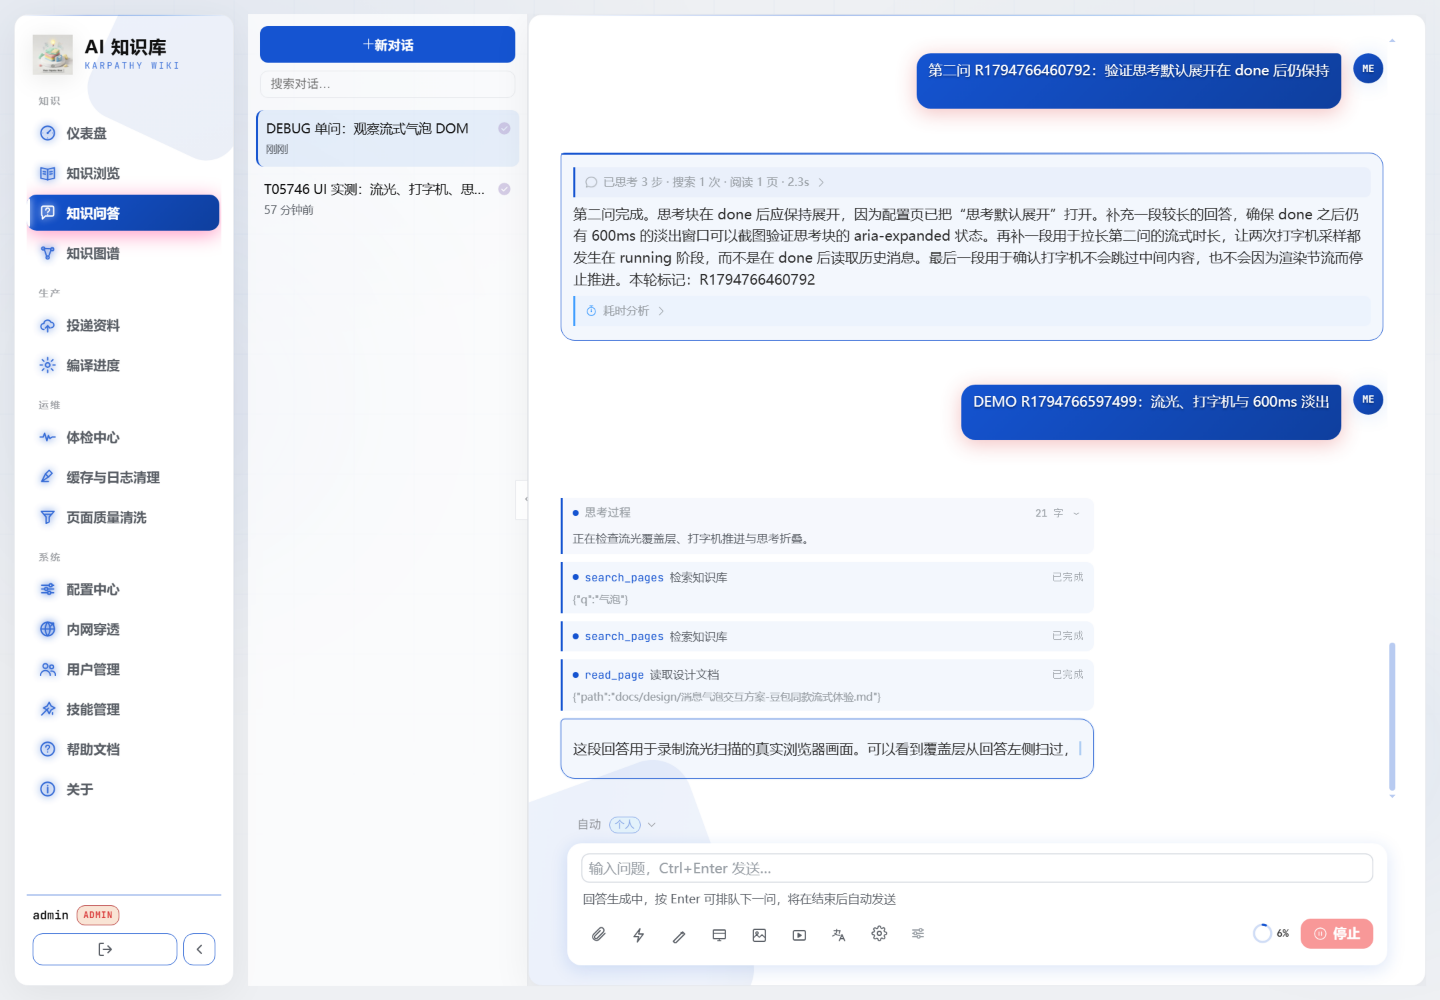 AI 知识库
KARPATHY WIKI
知识
仪表盘
知识浏览
知识问答
知识图谱
生产
投递资料
编译进度
运维
体检中心
缓存与日志清理
页面质量清洗
系统
配置中心
内网穿透
用户管理
技能管理
帮助文档
关于
admin ADMIN
+新对话
搜索对话...
DEBUG 单问：观察流式气泡 DOM
刚刚
T05746 UI 实测：流光、打字机、思...
57 分钟前
第二问 R1794766460792：验证思考默认展开在 done 后仍保持
ME
已思考 3 步 · 搜索 1 次 · 阅读 1 页 · 2.3s
第二问完成。思考块在 done 后应保持展开，因为配置页已把“思考默认展开”打开。补充一段较长的回答，确保 done 之后仍
有 600ms 的淡出窗口可以截图验证思考块的 aria-expanded 状态。再补一段用于拉长第二问的流式时长，让两次打字机采样都
发生在 running 阶段，而不是在 done 后读取历史消息。最后一段用于确认打字机不会跳过中间内容，也不会因为渲染节流而停
止推进。本轮标记：R1794766460792
耗时分析
DEMO R1794766597499：流光、打字机与 600ms 淡出
ME
思考过程
21 字
正在检查流光覆盖层、打字机推进与思考折叠。
search_pages 检索知识库
已完成
{"q":"气泡"}
search_pages 检索知识库
已完成
read_page 读取设计文档
已完成
{"path":"docs/design/消息气泡交互方案-豆包同款流式体验.md"}
这段回答用于录制流光扫描的真实浏览器画面。可以看到覆盖层从回答左侧扫过，
自动 个人
输入问题，Ctrl+Enter 发送...
回答生成中，按 Enter 可排队下一问，将在结束后自动发送
6%
停止